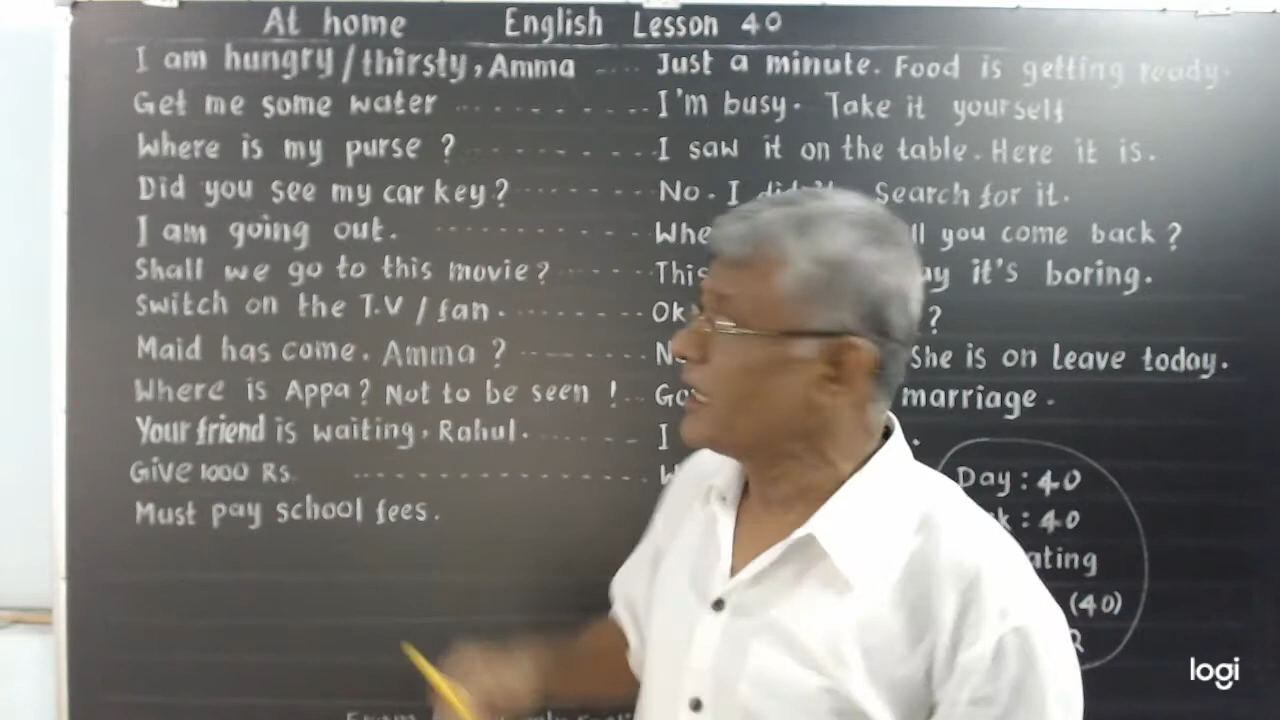 At home English Lesson 40
I am hungry/thirsty, Amma ---- Just a minute. Food is getting ready.
Get me some water ---------- I'm busy. Take it yourself
Where is my purse? ---------- I saw it on the table. Here it is.
Did you see my car key? ------- No. I Search for it.
I am going out. ---------- you come back?
Shall we go to this movie? ------ This it's boring.
Switch on the T.V / fan. -------- Ok ?
Maid has come. Amma? -------- She is on Leave today.
Where is Appa? Not to be seen! -- marriage.
Your friend is waiting, Rahul. ------ I
Give 1000 Rs. -------------
Must pay school fees.
Day: 40
: 40
(40)
logi